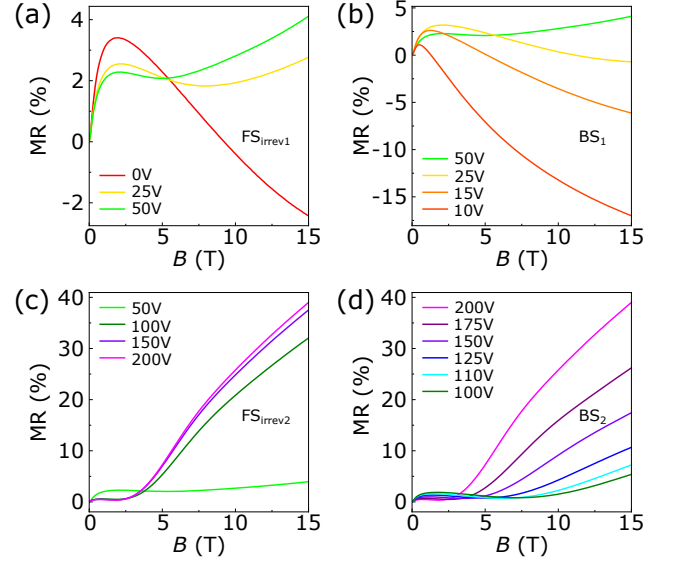 (a)
4
2
0
-2
MR (%)
0V
25V
50V
FSirrev1
0
5
10
15
B (T)
(b)
5
0
-5
-10
-15
MR (%)
BS1
50V
25V
15V
10V
0
5
10
15
B (T)
(c)
40
30
20
10
0
MR (%)
50V
100V
150V
200V
FSirrev2
0
5
10
15
B (T)
(d)
40
30
20
10
0
MR (%)
200V
175V
150V
125V
110V
100V
BS2
0
5
10
15
B (T)